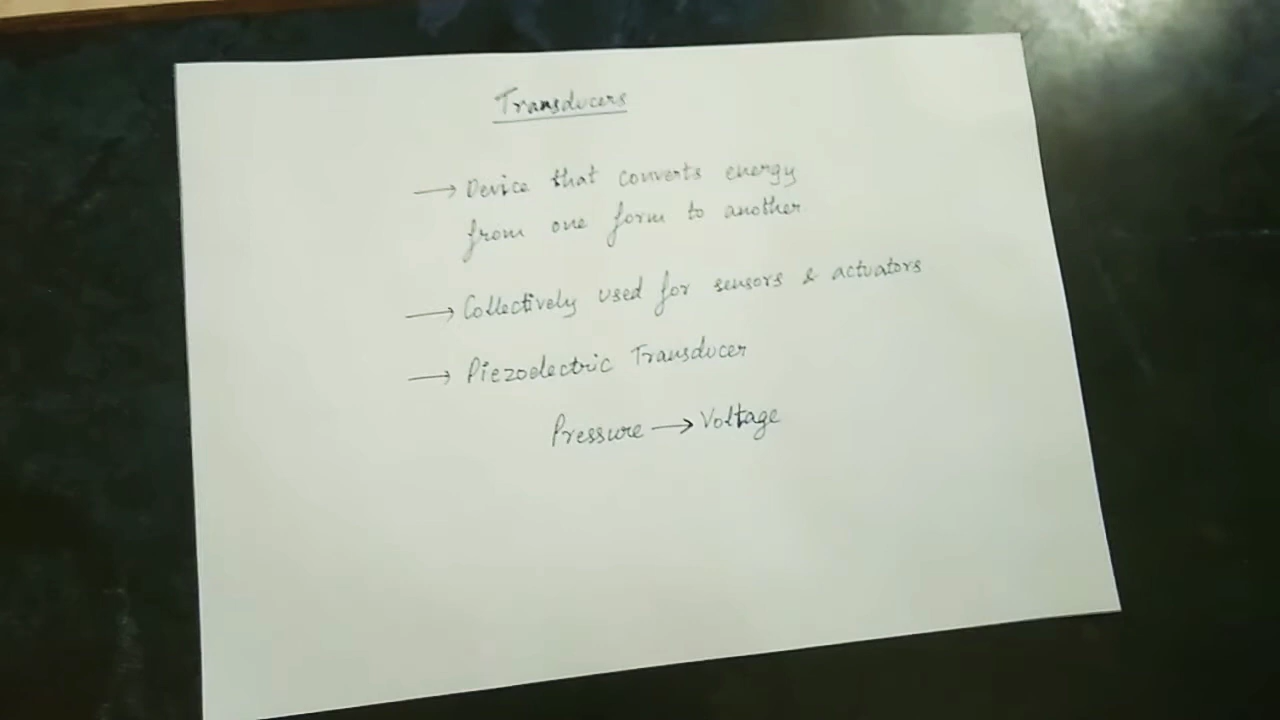 Transducers
→ Device that converts energy
from one form to another
→ Collectively used for sensors & actuators
→ Piezoelectric Transducer
Pressure → Voltage